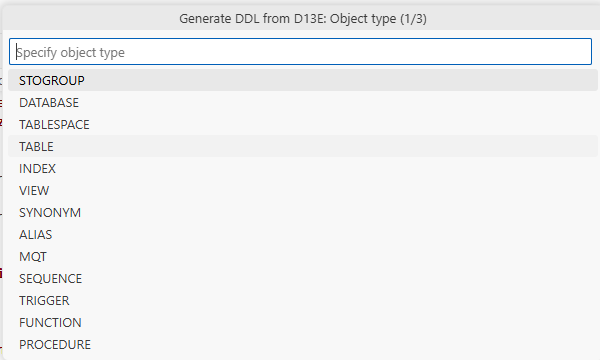 Generate DDL from D13E: Object type (1/3)
Specify object type
STOGROUP
DATABASE
TABLESPACE
TABLE
INDEX
VIEW
SYNONYM
ALIAS
MQT
SEQUENCE
TRIGGER
FUNCTION
PROCEDURE